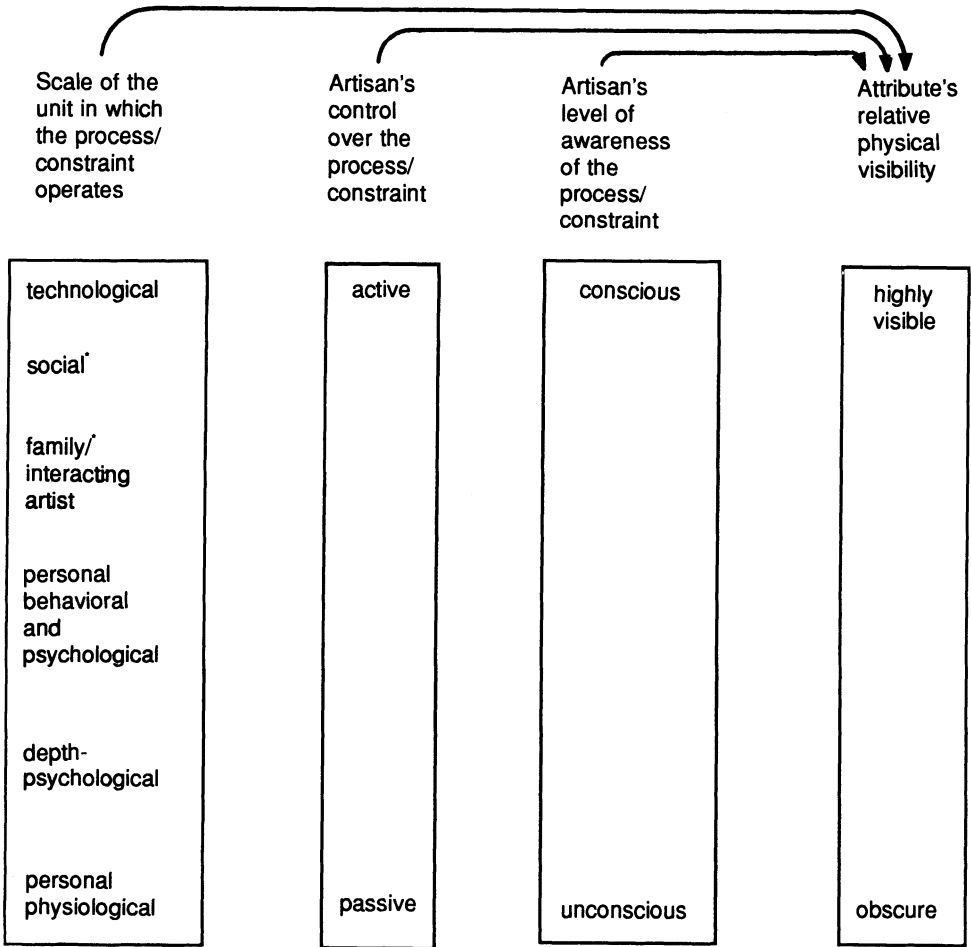 Scale of the
unit in which
the process/
constraint
operates
Artisan's
control
over the
process/
constraint
Artisan's
level of
awareness
of the
process/
constraint
Attribute's
relative
physical
visibility
technological
social*
family/*
interacting
artist
personal
behavioral
and
psychological
depth-
psychological
personal
physiological
active
passive
conscious
unconscious
highly
visible
obscure